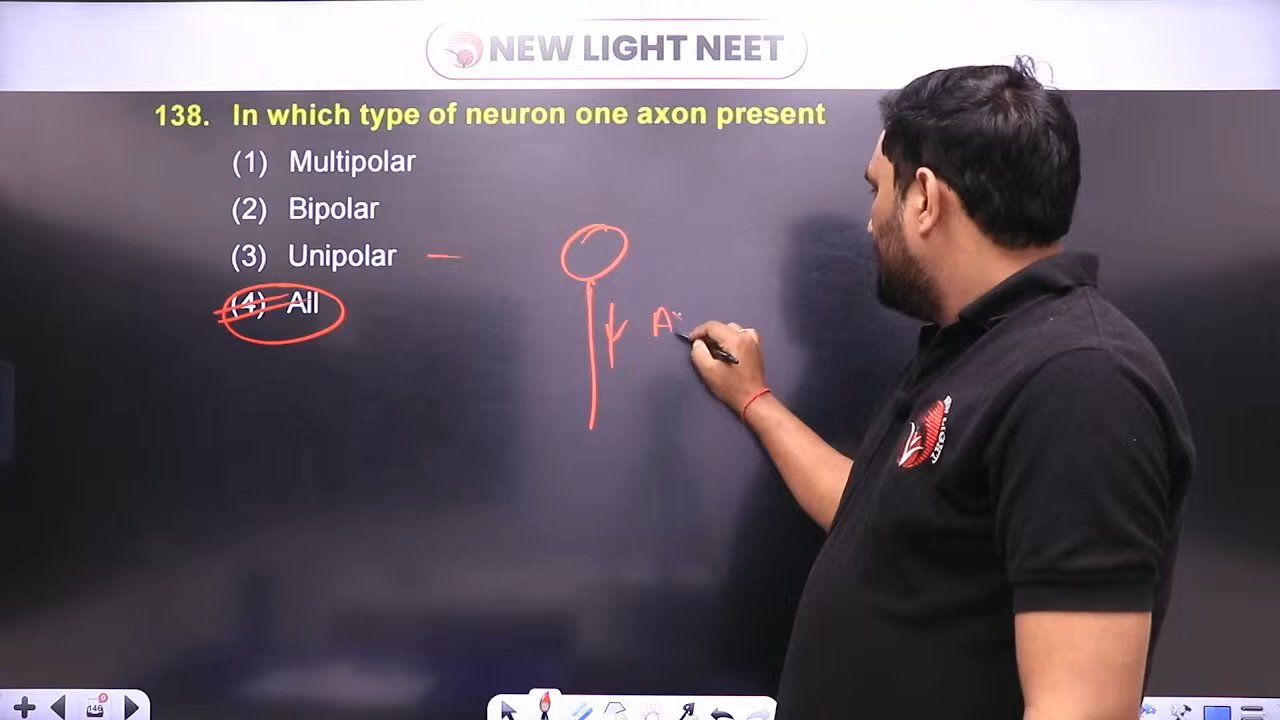 NEW LIGHT NEET
138. In which type of neuron one axon present
(1) Multipolar
(2) Bipolar
(3) Unipolar
(4) All